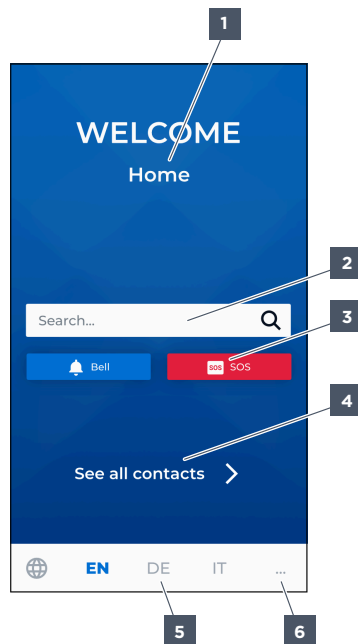 1
WELCOME
Home
2
Search...
3
Bell
SOS SOS
4
See all contacts
EN DE IT ...
5 6